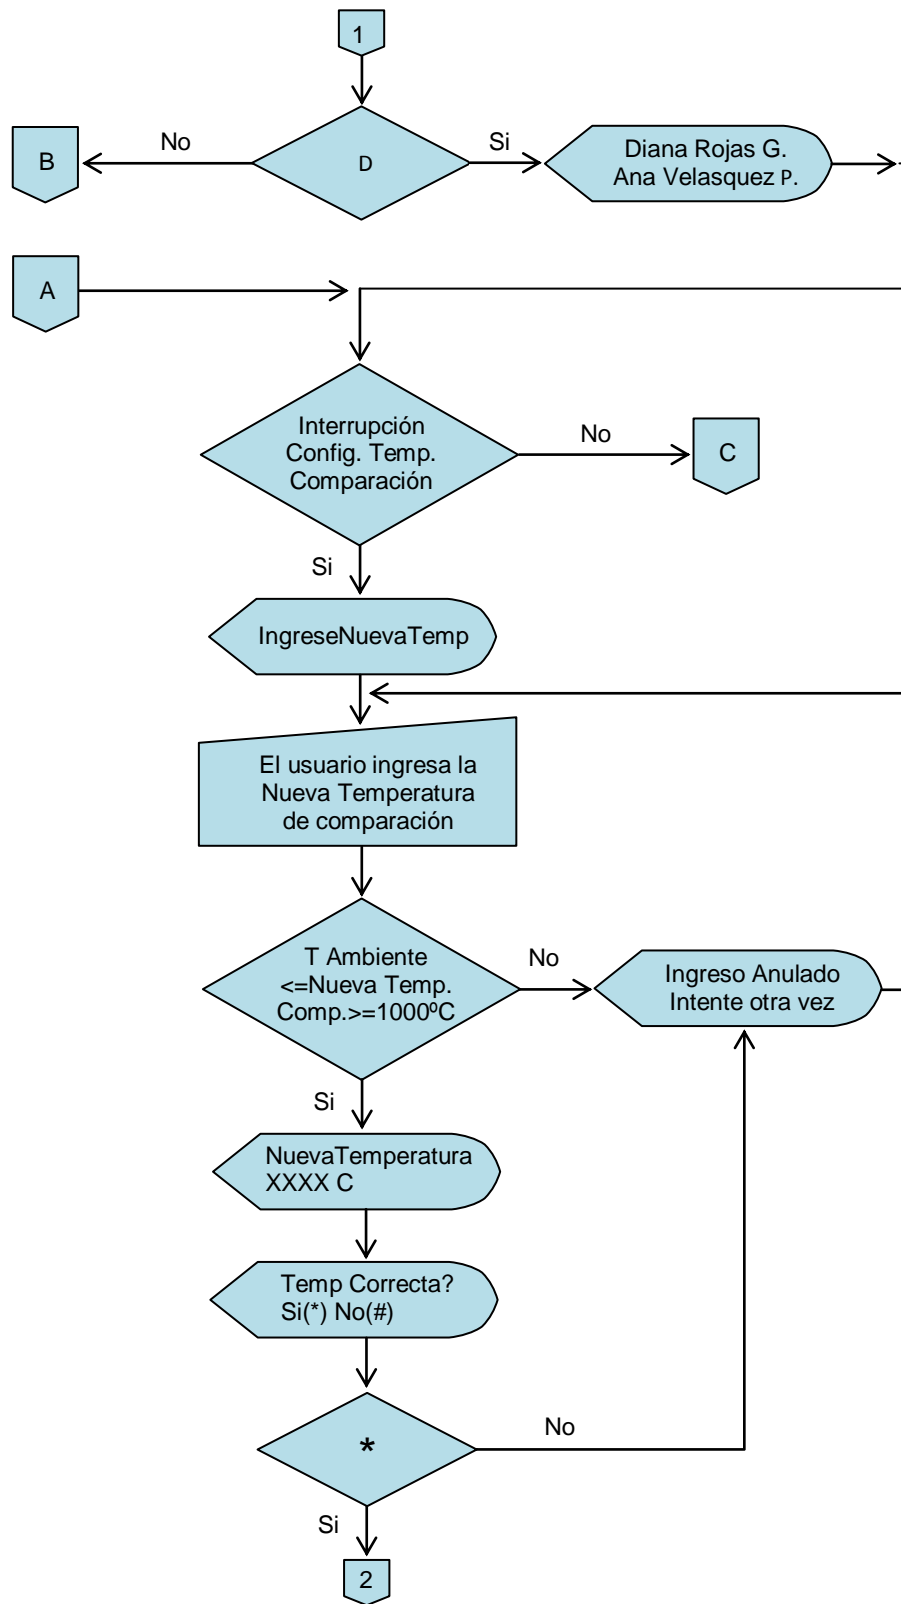 1
No
Si
B
D
Diana Rojas G.
Ana Velasquez P.
A
Interrupción
Config. Temp.
Comparación
No
C
Si
IngreseNuevaTemp
El usuario ingresa la
Nueva Temperatura
de comparación
T Ambiente
<=Nueva Temp.
Comp.>=1000ºC
No
Ingreso Anulado
Intente otra vez
Si
NuevaTemperatura
XXXX C
Temp Correcta?
Si(*) No(#)
*
No
Si
2